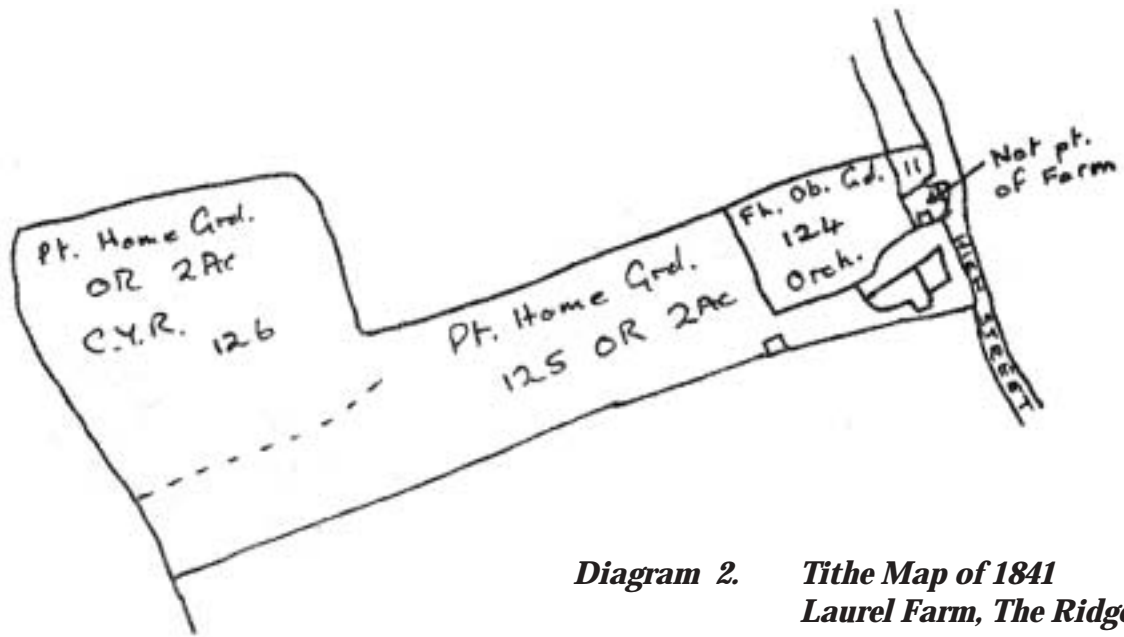 Pt. Home Grd.
OR 2Ac
C.Y.R. 126
Pt. Home Grd.
125 OR 2Ac
Fh. Ob. Gd. 11
124
Orch.
Not pt.
of Farm
HIGH STREET
Diagram 2. Tithe Map of 1841
Laurel Farm, The Ridge